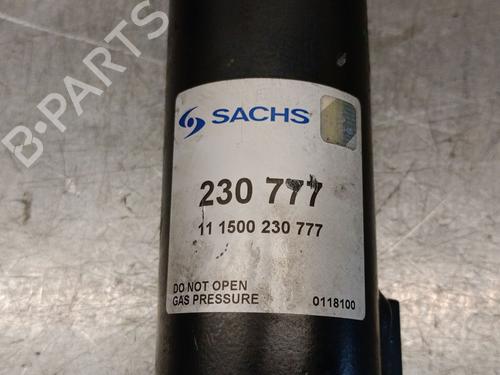 B-PARTS
SACHS
230 777
11 1500 230 777
DO NOT OPEN
GAS PRESSURE 0118100